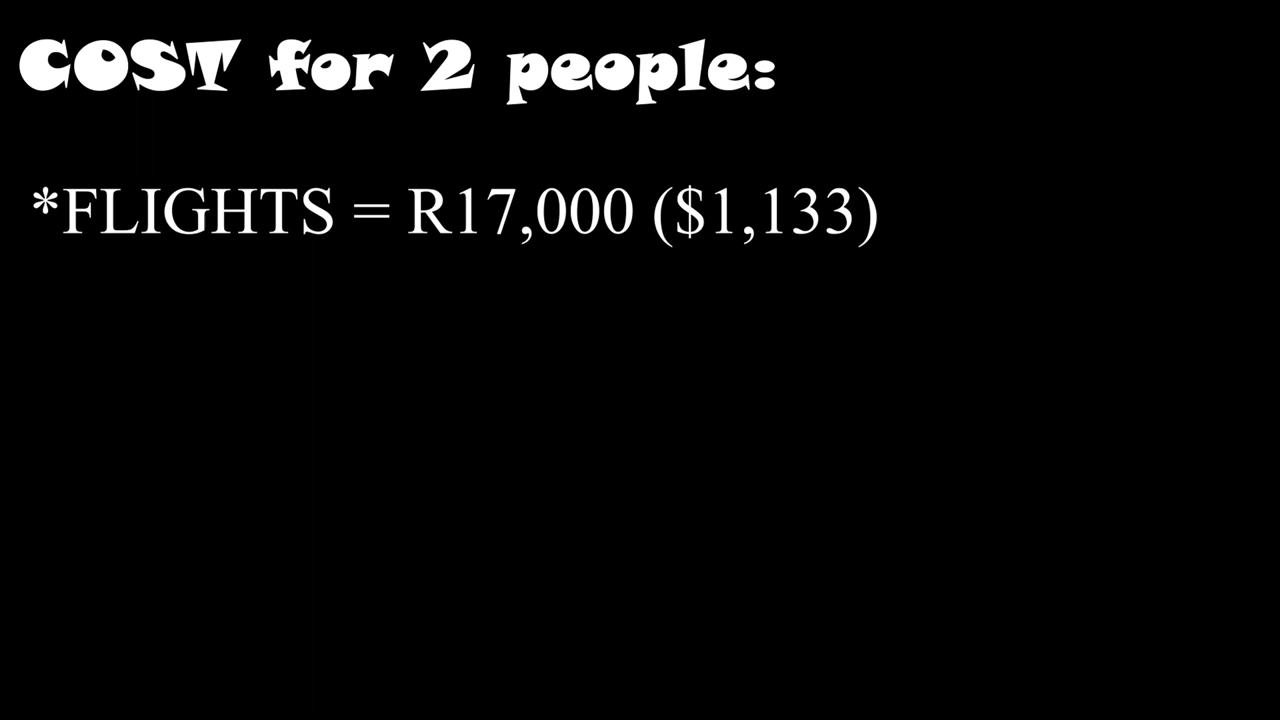 COST for 2 people:
*FLIGHTS = R17,000 ($1,133)